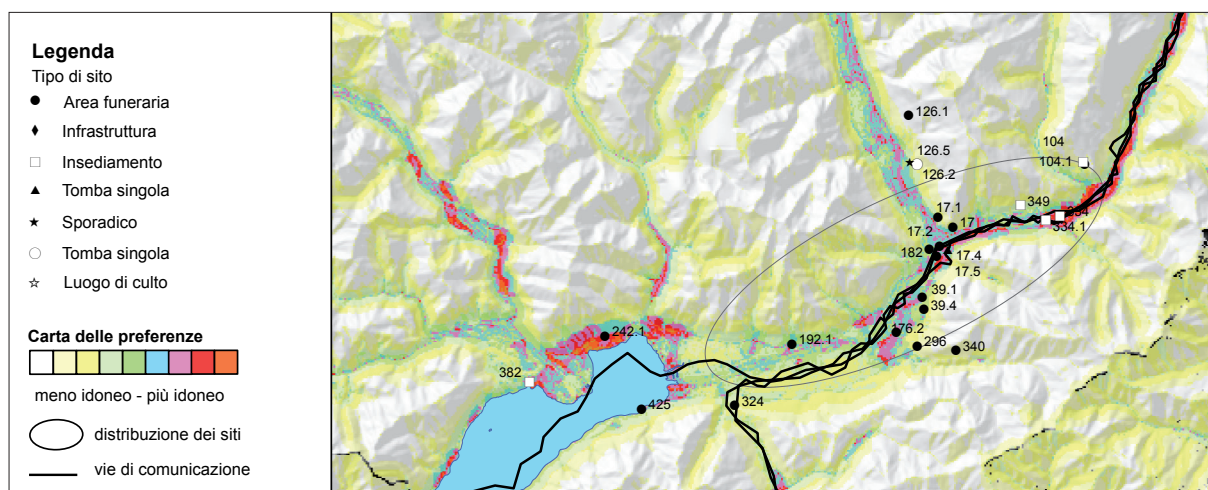 Legenda
Tipo di sito
Area funeraria
Infrastruttura
Insediamento
Tomba singola
Sporadico
Tomba singola
Luogo di culto
Carta delle preferenze
meno idoneo - più idoneo
distribuzione dei siti
vie di comunicazione
126.1
126.5
126.2
104
104.1
349
334.1
17.1
17
17.2
182
17.4
17.5
39.1
39.4
176.2
296
340
192.1
242.1
382
425
324